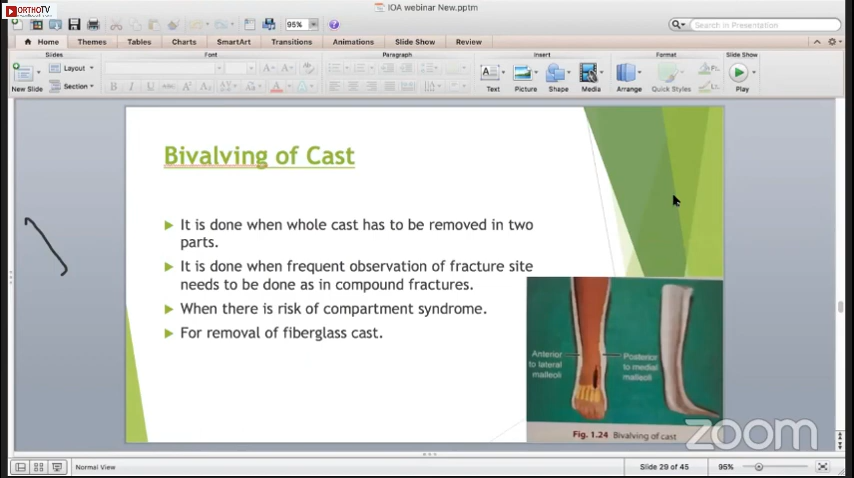 ORTHOTV
IOA webinar New.pptm
95%
Search in Presentation
Home Themes Tables Charts SmartArt Transitions Animations Slide Show Review
Slides Font Paragraph Insert Format Slide Show
New Slide Layout Section Text Picture Shape Media Arrange Quick Styles Play
B I U ABC
Bivalving of Cast
It is done when whole cast has to be removed in two
parts.
It is done when frequent observation of fracture site
needs to be done as in compound fractures.
When there is risk of compartment syndrome.
For removal of fiberglass cast.
Anterior
to lateral
malleoli
Posterior
to medial
malleoli
Fig. 1.24 Bivalving of cast
zoom
Normal View Slide 29 of 45 95%